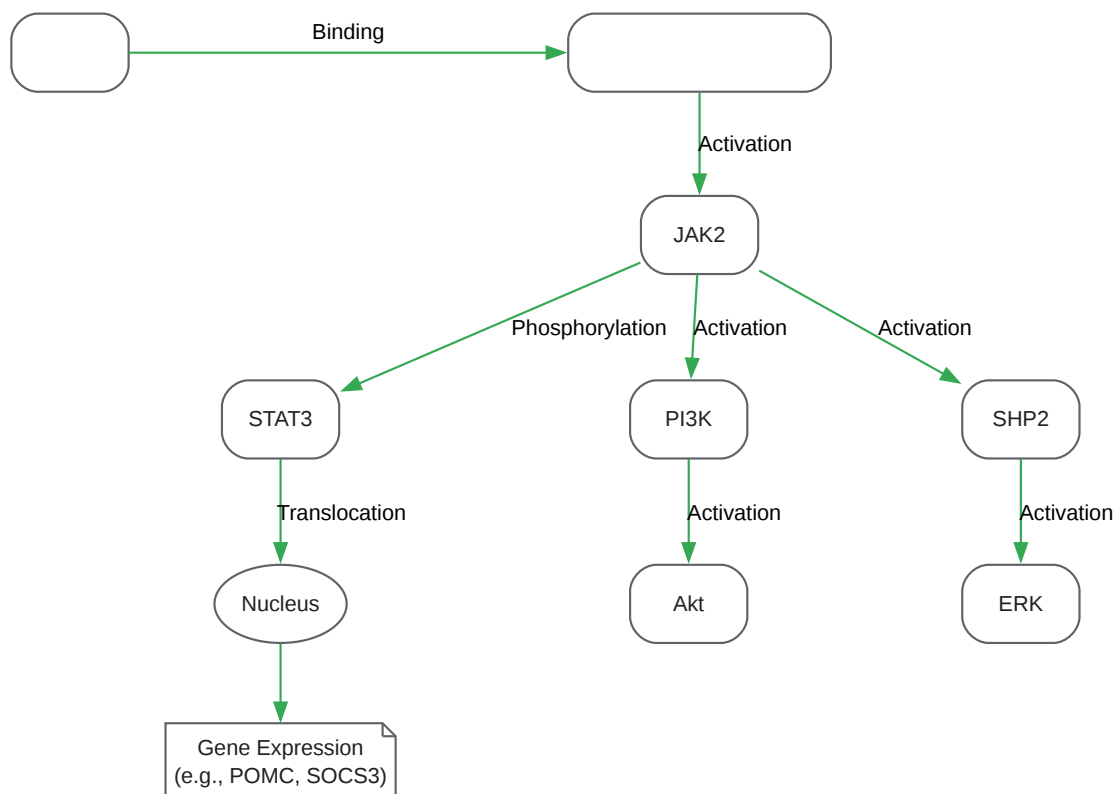 Binding
Activation
JAK2
Phosphorylation
Activation
Activation
STAT3
PI3K
SHP2
Translocation
Activation
Activation
Nucleus
Akt
ERK
Gene Expression
(e.g., POMC, SOCS3)